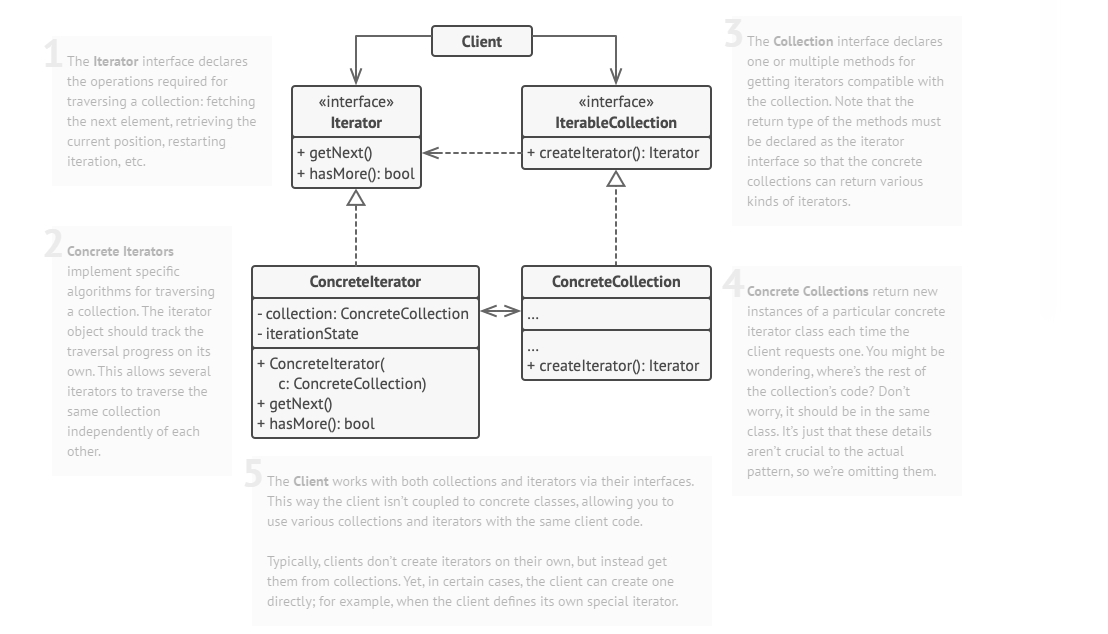 Client
1
The Iterator interface declares
the operations required for
traversing a collection: fetching
the next element, retrieving the
current position, restarting
iteration, etc.
«interface»
Iterator
+ getNext()
+ hasMore(): bool
«interface»
IterableCollection
+ createIterator(): Iterator
3
The Collection interface declares
one or multiple methods for
getting iterators compatible with
the collection. Note that the
return type of the methods must
be declared as the iterator
interface so that the concrete
collections can return various
kinds of iterators.
2
Concrete Iterators
implement specific
algorithms for traversing
a collection. The iterator
object should track the
traversal progress on its
own. This allows several
iterators to traverse the
same collection
independently of each
other.
ConcreteIterator
- collection: ConcreteCollection
- iterationState
+ ConcreteIterator(
c: ConcreteCollection)
+ getNext()
+ hasMore(): bool
ConcreteCollection
...
...
+ createIterator(): Iterator
4
Concrete Collections return new
instances of a particular concrete
iterator class each time the
client requests one. You might be
wondering, where's the rest of
the collection's code? Don't
worry, it should be in the same
class. It's just that these details
aren't crucial to the actual
pattern, so we're omitting them.
5
The Client works with both collections and iterators via their interfaces.
This way the client isn't coupled to concrete classes, allowing you to
use various collections and iterators with the same client code.
Typically, clients don't create iterators on their own, but instead get
them from collections. Yet, in certain cases, the client can create one
directly; for example, when the client defines its own special iterator.